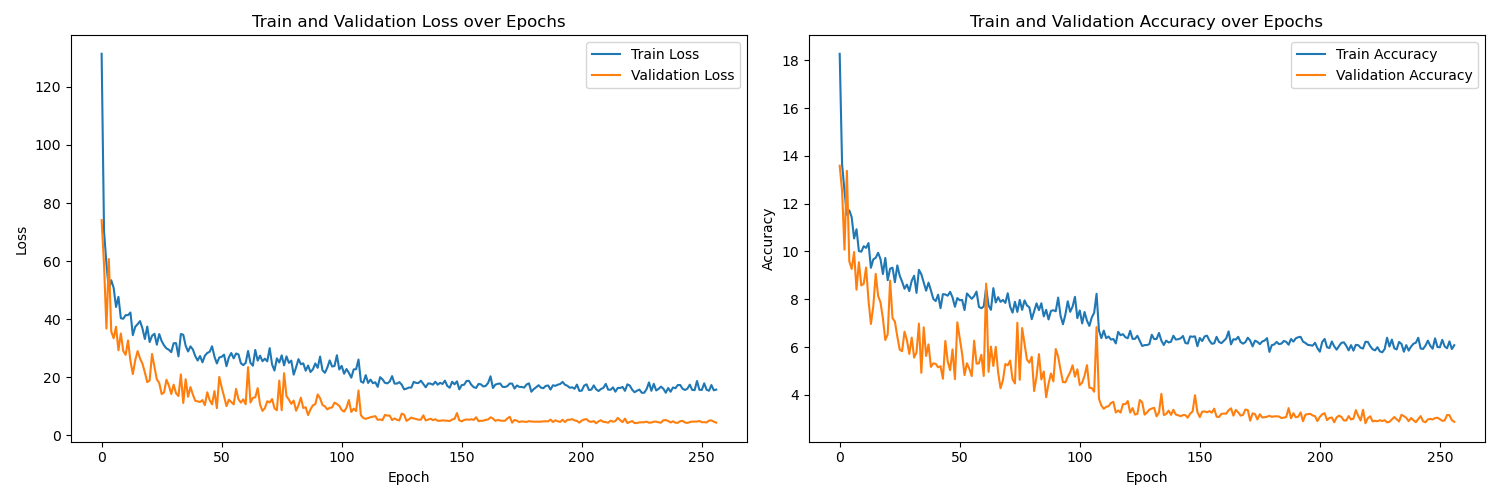 Train and Validation Loss over Epochs
Train Loss
Validation Loss
120
100
80
60
40
20
0
Loss
0 50 100 150 200 250
Epoch
Train and Validation Accuracy over Epochs
Train Accuracy
Validation Accuracy
18
16
14
12
10
8
6
4
Accuracy
0 50 100 150 200 250
Epoch